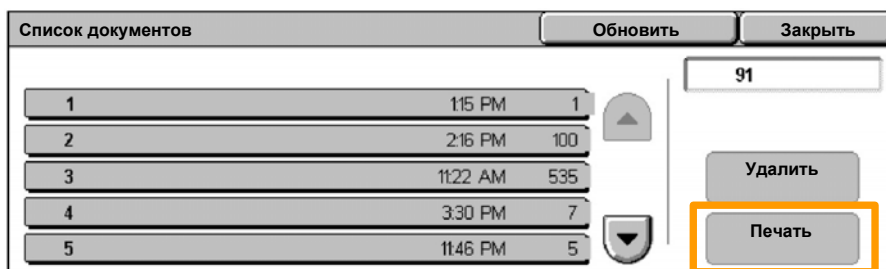 Список документов Обновить Закрыть
91
1 1:15 PM 1
2 2:16 PM 100
3 11:22 AM 535
4 3:30 PM 7
5 11:46 PM 5
Удалить
Печать